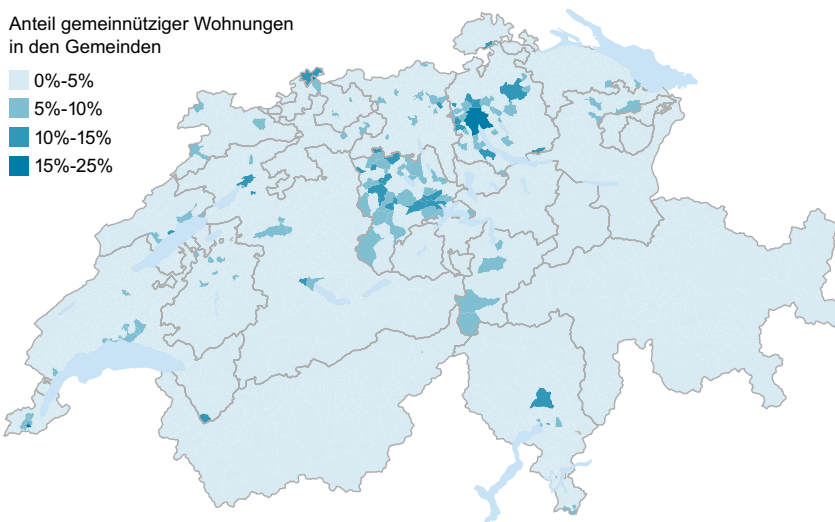 Anteil gemeinnütziger Wohnungen
in den Gemeinden
0%-5%
5%-10%
10%-15%
15%-25%